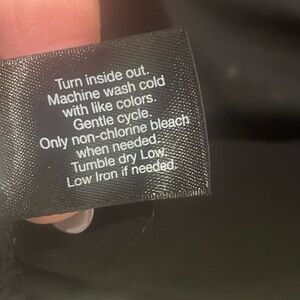 Turn inside out.
Machine wash cold
with like colors.
Gentle cycle.
Only non-chlorine bleach
when needed.
Tumble dry Low.
Low Iron if needed.